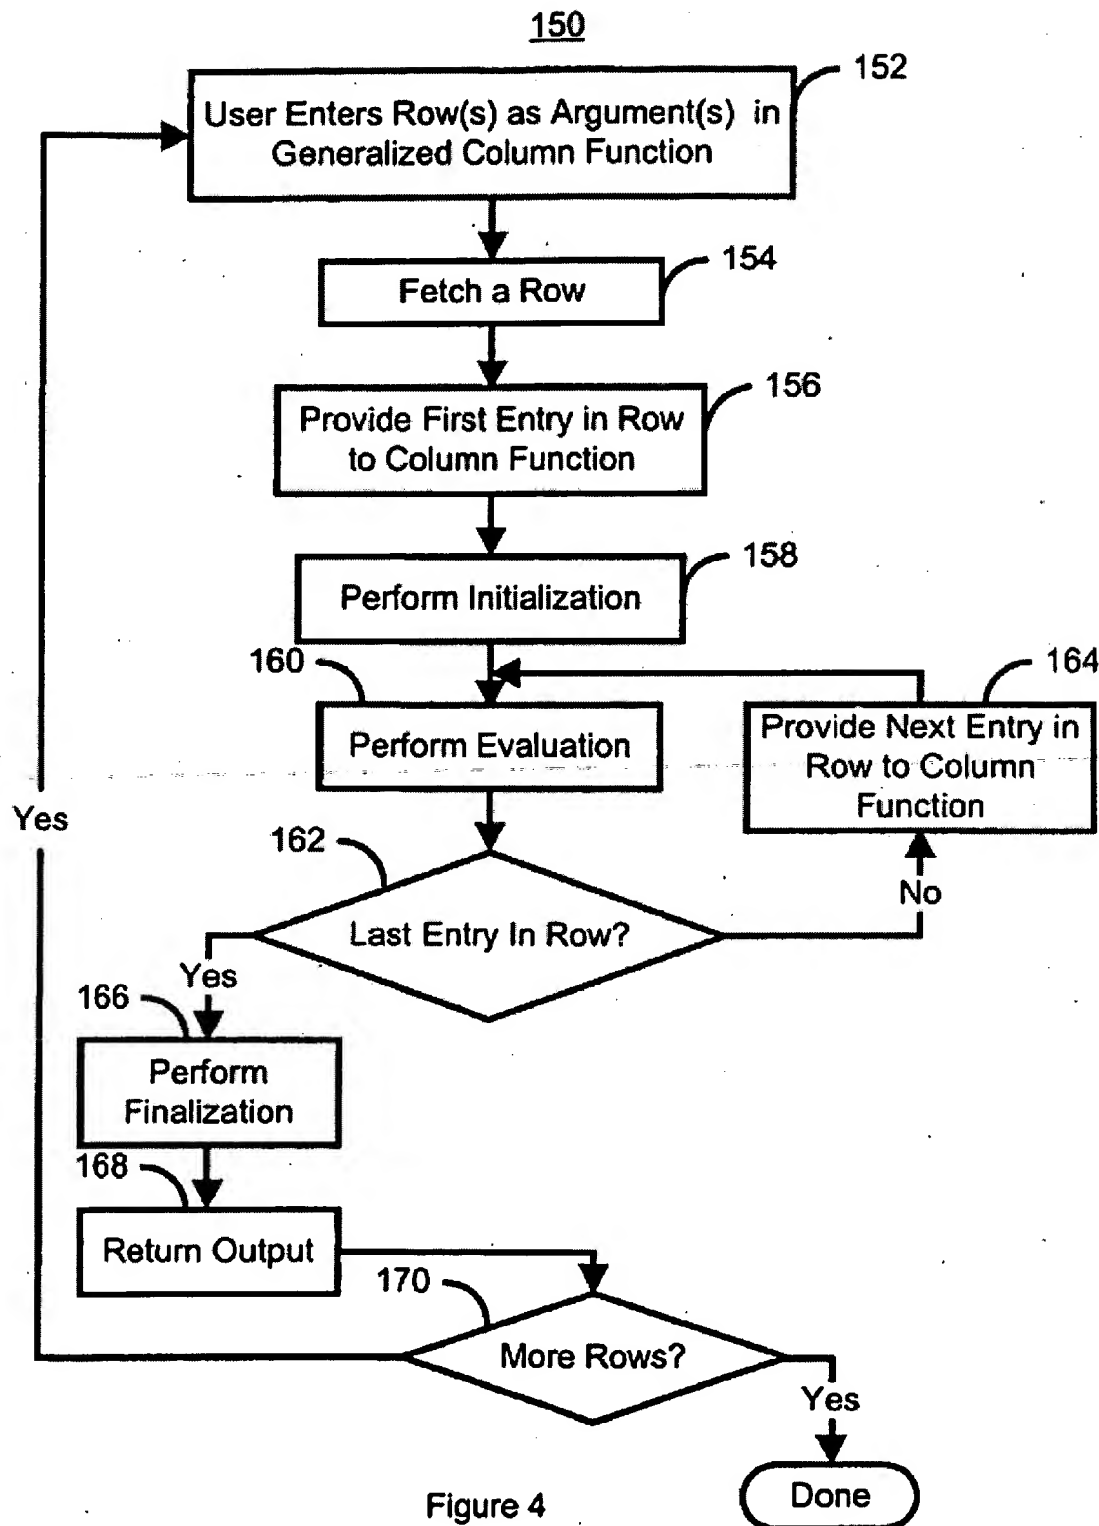 150
152
User Enters Row(s) as Argument(s) in
Generalized Column Function
154
Fetch a Row
156
Provide First Entry in Row
to Column Function
158
Perform Initialization
160
164
Perform Evaluation
Provide Next Entry in
Row to Column
Function
Yes
162
No
Last Entry In Row?
Yes
166
Perform
Finalization
168
Return Output
170
More Rows?
Yes
Done
Figure 4